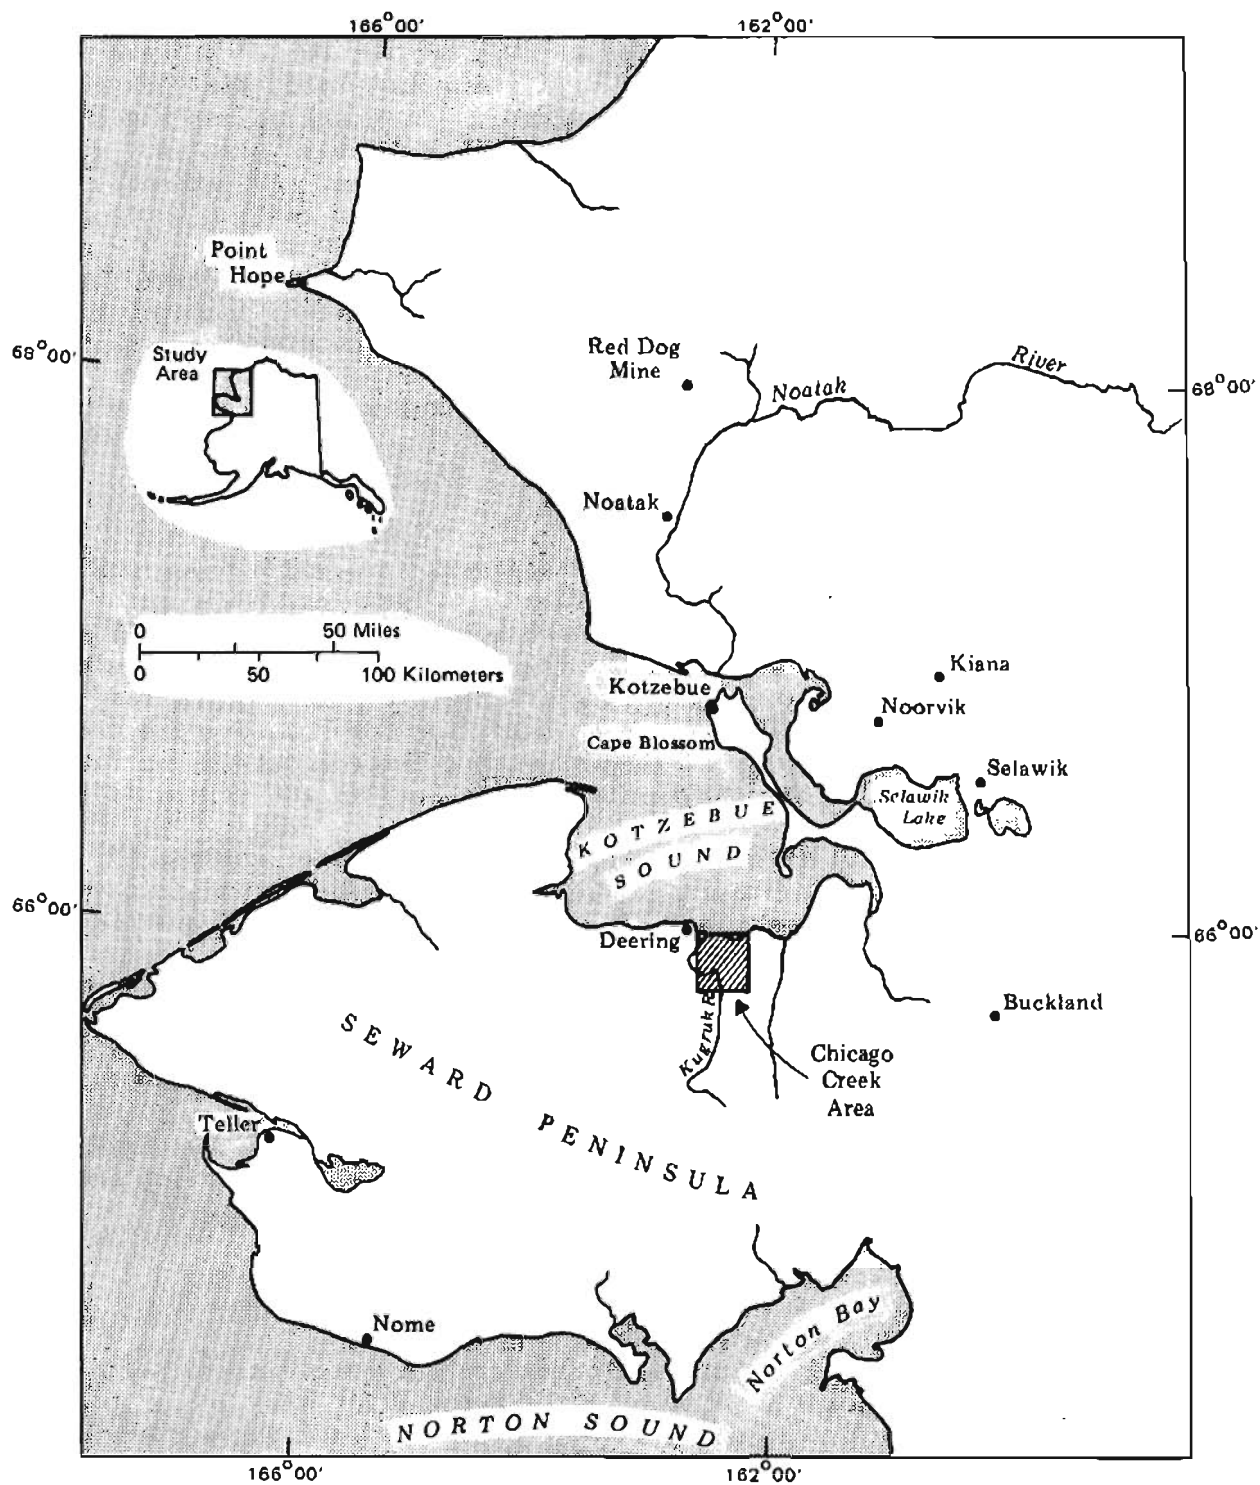 166°00'
162°00'
Point
Hope
68°00'
Study
Area
Red Dog
Mine
Noatak
River
68°00'
Noatak
0 50 Miles
0 50 100 Kilometers
Kiana
Kotzebue
Noorvik
Cape Blossom
Selawik
Selawik
Lake
KOTZEBUE
SOUND
66°00'
Deering
66°00'
Buckland
Kugruk R
SEWARD PENINSULA
Chicago
Creek
Area
Teller
Nome
Norton Bay
NORTON SOUND
166°00'
162°00'